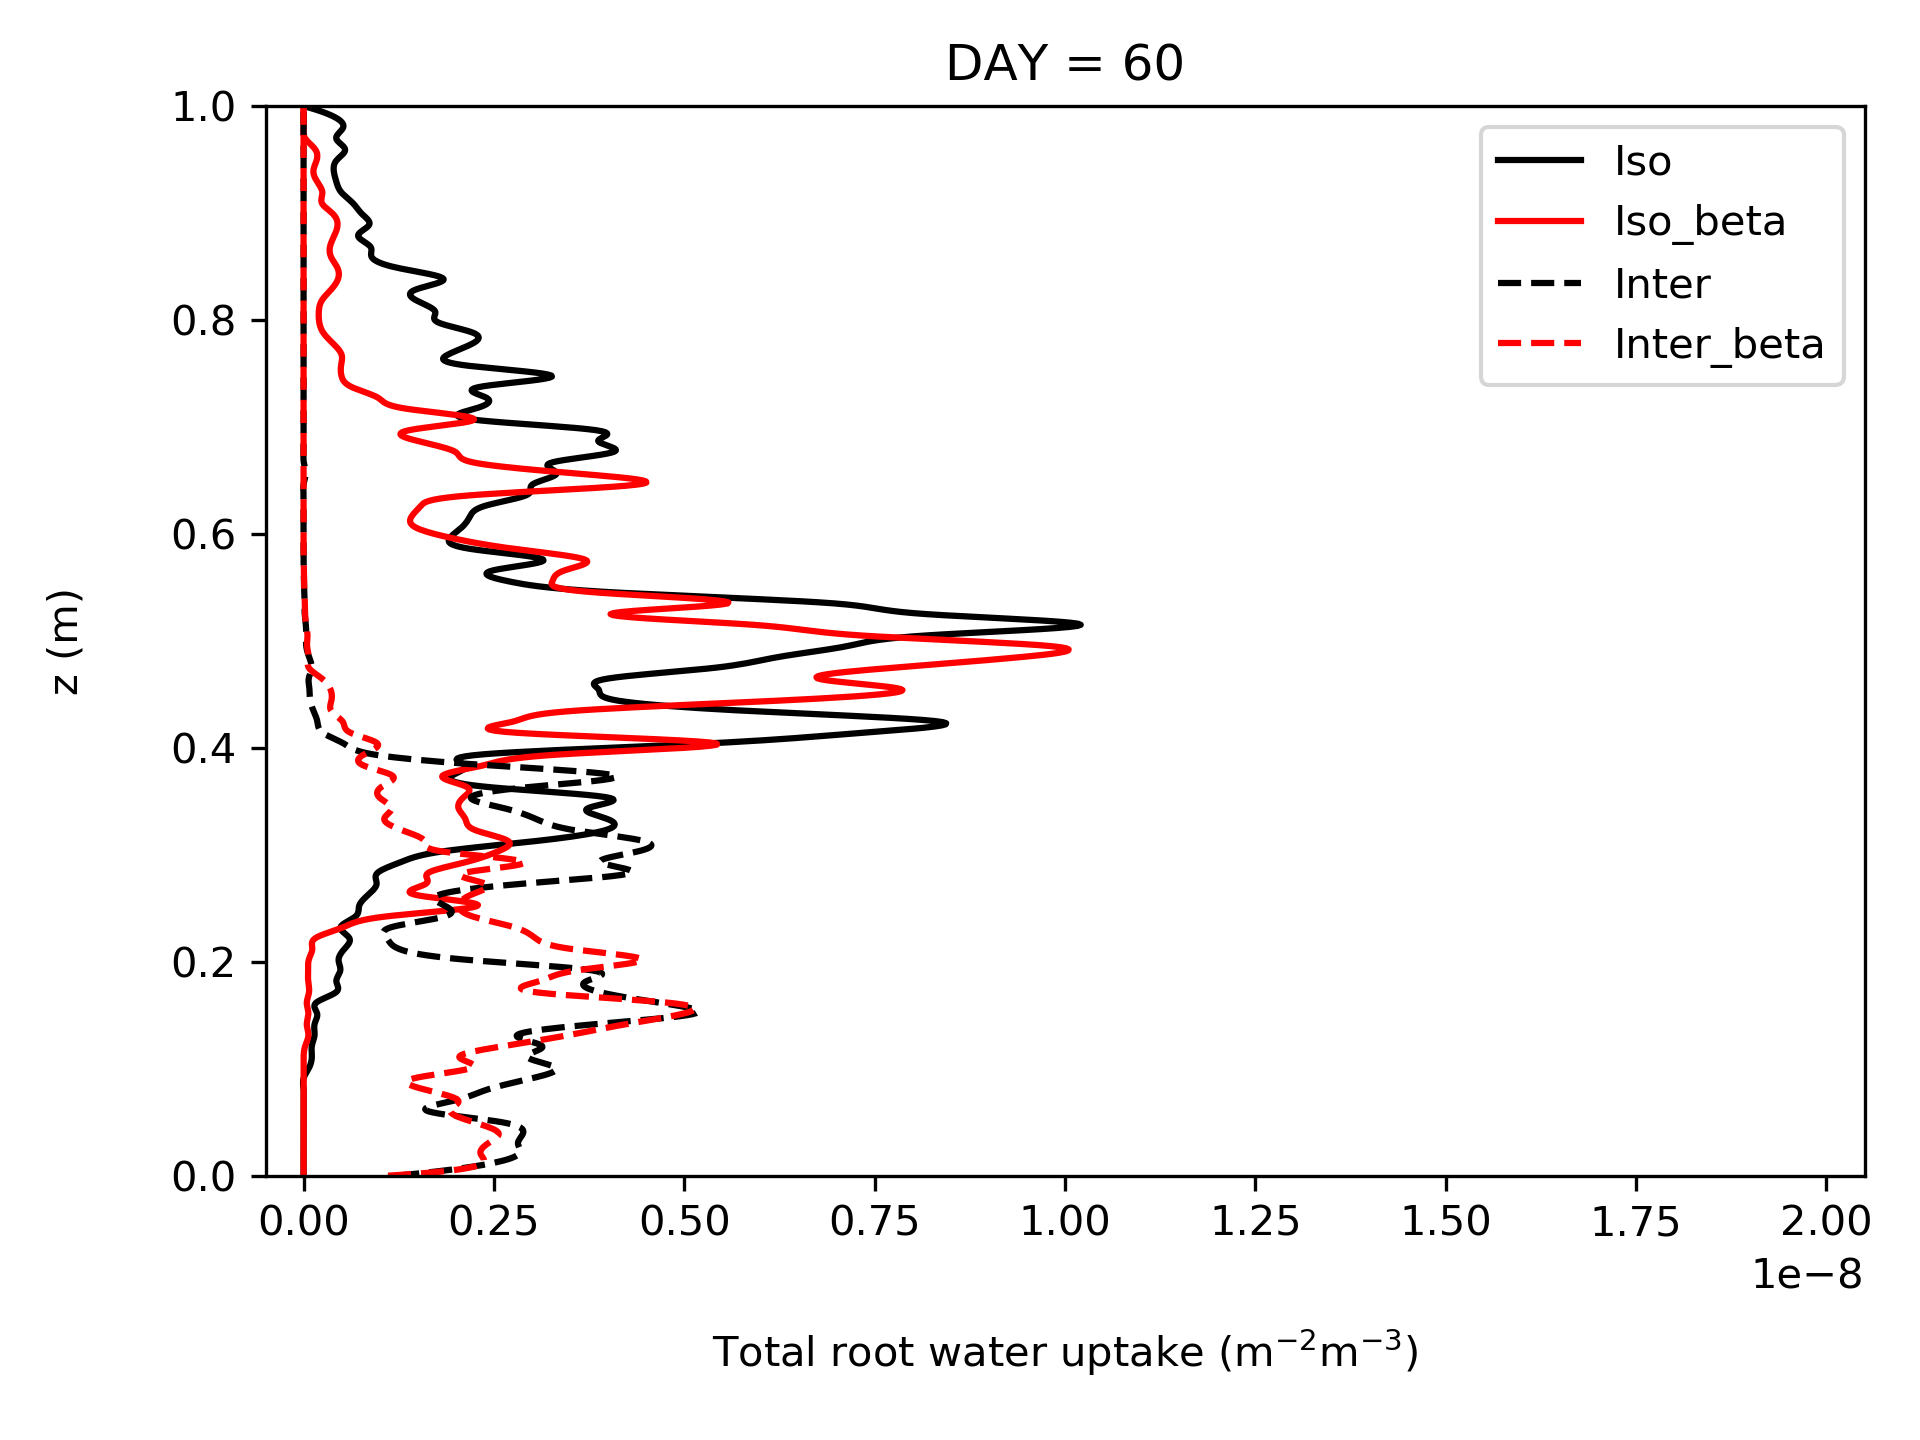 DAY = 60
1.0
0.8
0.6
0.4
0.2
0.0
z (m)
Iso
Iso_beta
Inter
Inter_beta
0.00 0.25 0.50 0.75 1.00 1.25 1.50 1.75 2.00
1e−8
Total root water uptake (m⁻²m⁻³)